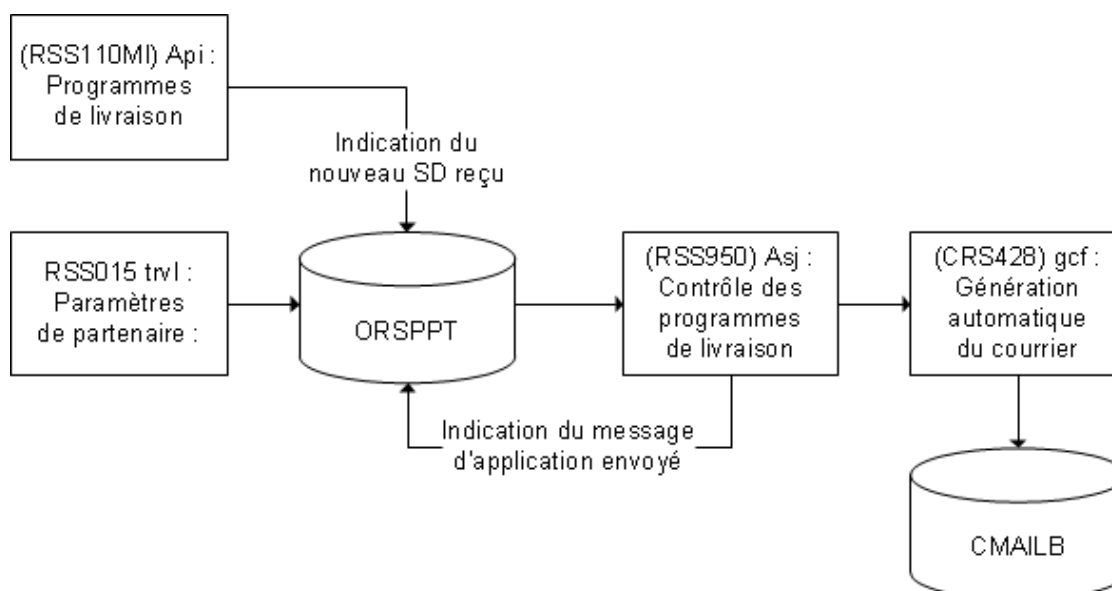 (RSS110MI) Api :
Programmes
de livraison
Indication du
nouveau SD reçu
RSS015 trvl :
Paramètres
de partenaire :
ORSPPT
(RSS950) Asj :
Contrôle des
programmes
de livraison
(CRS428) gcf :
Génération
automatique
du courrier
Indication du message
d'application envoyé
CMAILB